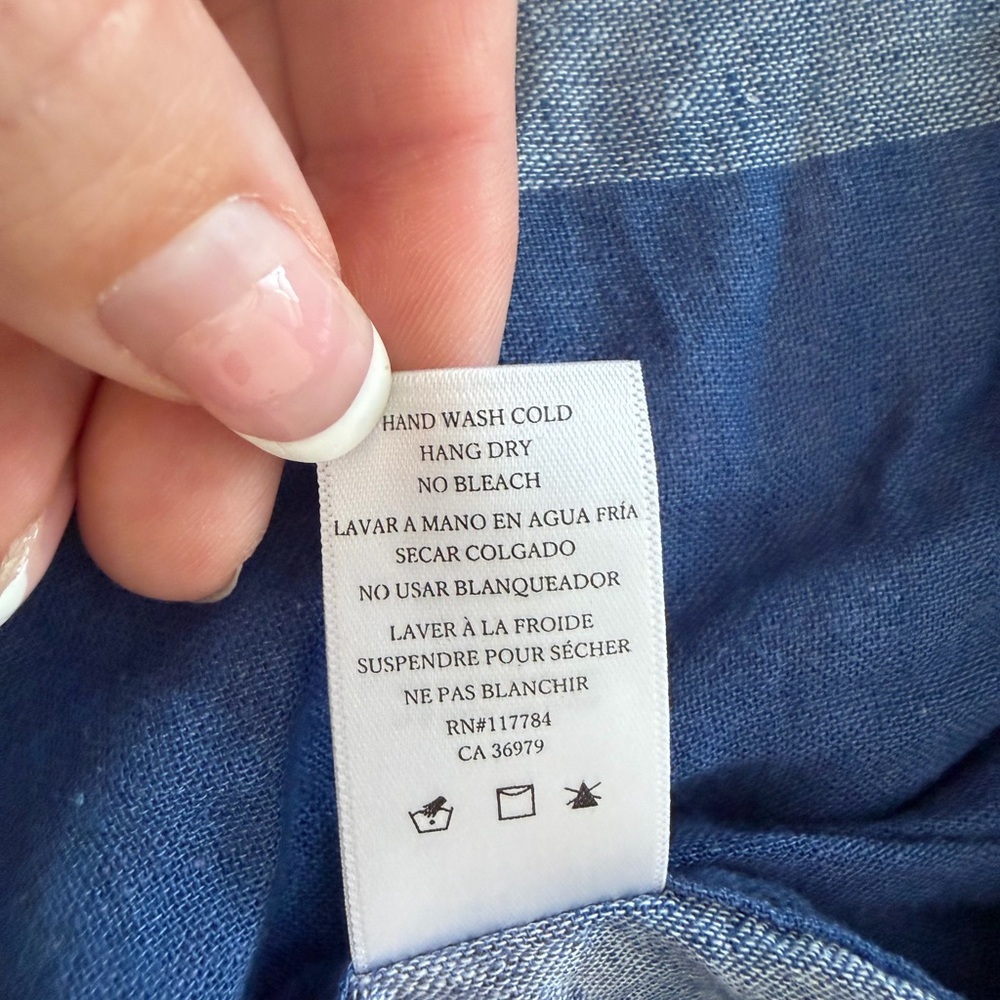 HAND WASH COLD
HANG DRY
NO BLEACH
LAVAR A MANO EN AGUA FRÍA
SECAR COLGADO
NO USAR BLANQUEADOR
LAVER À LA FROIDE
SUSPENDRE POUR SÉCHER
NE PAS BLANCHIR
RN#117784
CA 36979